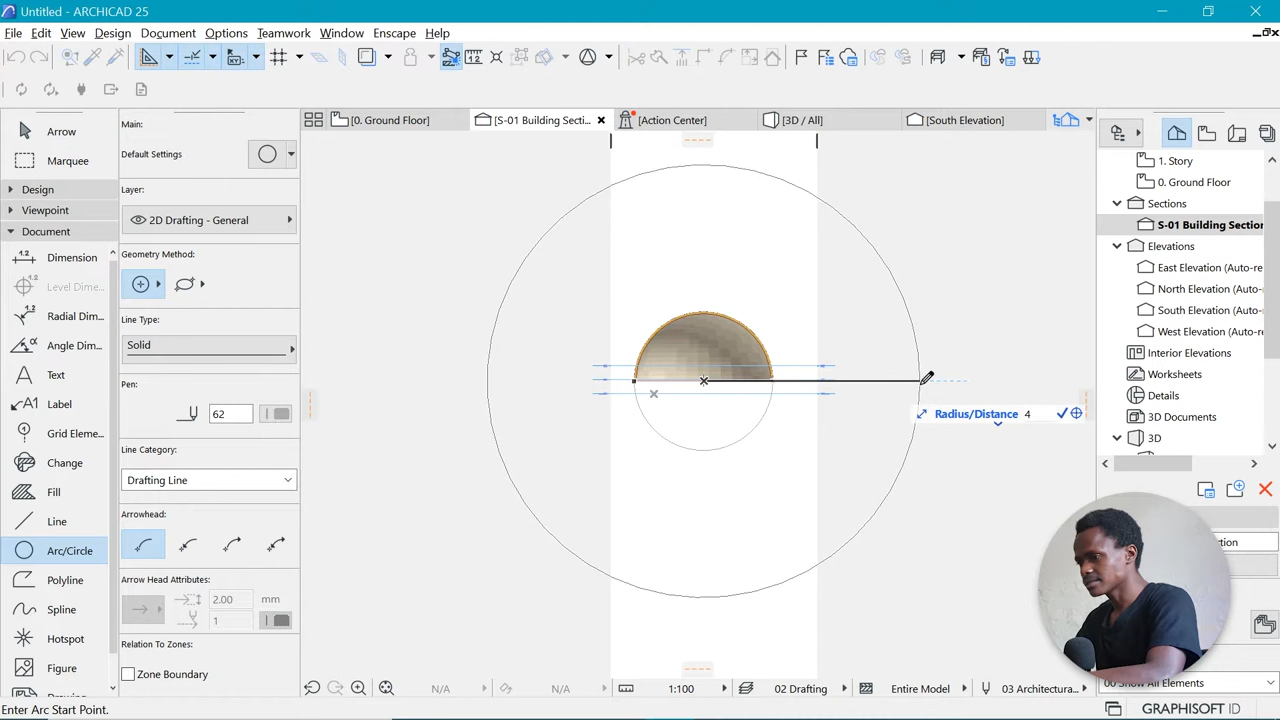 Untitled - ARCHICAD 25
File Edit View Design Document Options Teamwork Window Enscape Help
[0. Ground Floor]
[S-01 Building Secti...
[Action Center]
[3D / All]
[South Elevation]
Arrow
Marquee
Design
Viewpoint
Document
Dimension
Level Dime...
Radial Dim...
Angle Dim...
Text
Label
Grid Eleme...
Change
Fill
Line
Arc/Circle
Polyline
Spline
Hotspot
Figure
Main:
Default Settings
Layer:
2D Drafting - General
Geometry Method:
Line Type:
Solid
Pen:
62
Line Category:
Drafting Line
Arrowhead:
Arrow Head Attributes:
2.00 mm
1
Relation To Zones:
Zone Boundary
Radius/Distance 4
1. Story
0. Ground Floor
Sections
S-01 Building Section
Elevations
East Elevation (Auto-re
North Elevation (Auto-
South Elevation (Auto-r
West Elevation (Auto-re
Interior Elevations
Worksheets
Details
3D Documents
3D
ction
00 Show All Elements
N/A
N/A
1:100
02 Drafting
Entire Model
03 Architectura...
Enter Arc Start Point.
GRAPHISOFT ID